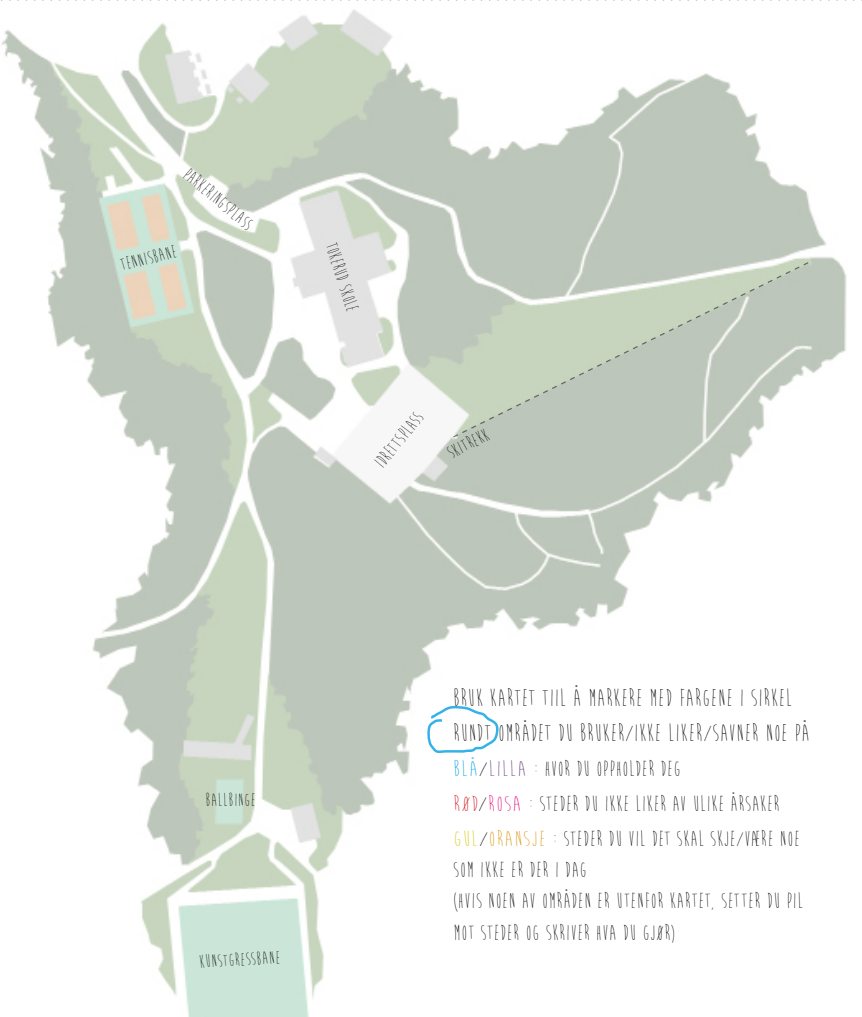 PARKERINGSPLASS
TENNISBANE
TOKERUD SKOLE
IDRETTSPLASS
SKITREKK
BRUK KARTET TIIL Å MARKERE MED FARGENE I SIRKEL
RUNDT OMRÅDET DU BRUKER/IKKE LIKER/SAVNER NOE PÅ
BLÅ/LILLA : HVOR DU OPPHOLDER DEG
RØD/ROSA : STEDER DU IKKE LIKER AV ULIKE ÅRSAKER
GUL/ORANSJE : STEDER DU VIL DET SKAL SKJE/VÆRE NOE
SOM IKKE ER DER I DAG
(HVIS NOEN AV OMRÅDEN ER UTENFOR KARTET, SETTER DU PIL
MOT STEDER OG SKRIVER HVA DU GJØR)
BALLBINGE
KUNSTGRESSBANE